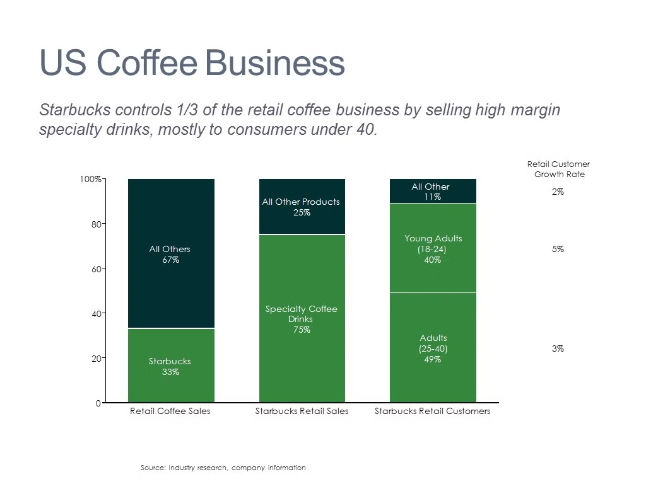 US Coffee Business
Starbucks controls 1/3 of the retail coffee business by selling high margin
specialty drinks, mostly to consumers under 40.
Retail Customer
Growth Rate
100%
80
60
40
20
0
All Others
67%
Starbucks
33%
All Other Products
25%
Specialty Coffee
Drinks
75%
All Other
11%
Young Adults
(18-24)
40%
Adults
(25-40)
49%
2%
5%
3%
Retail Coffee Sales
Starbucks Retail Sales
Starbucks Retail Customers
Source: Industry research, company information